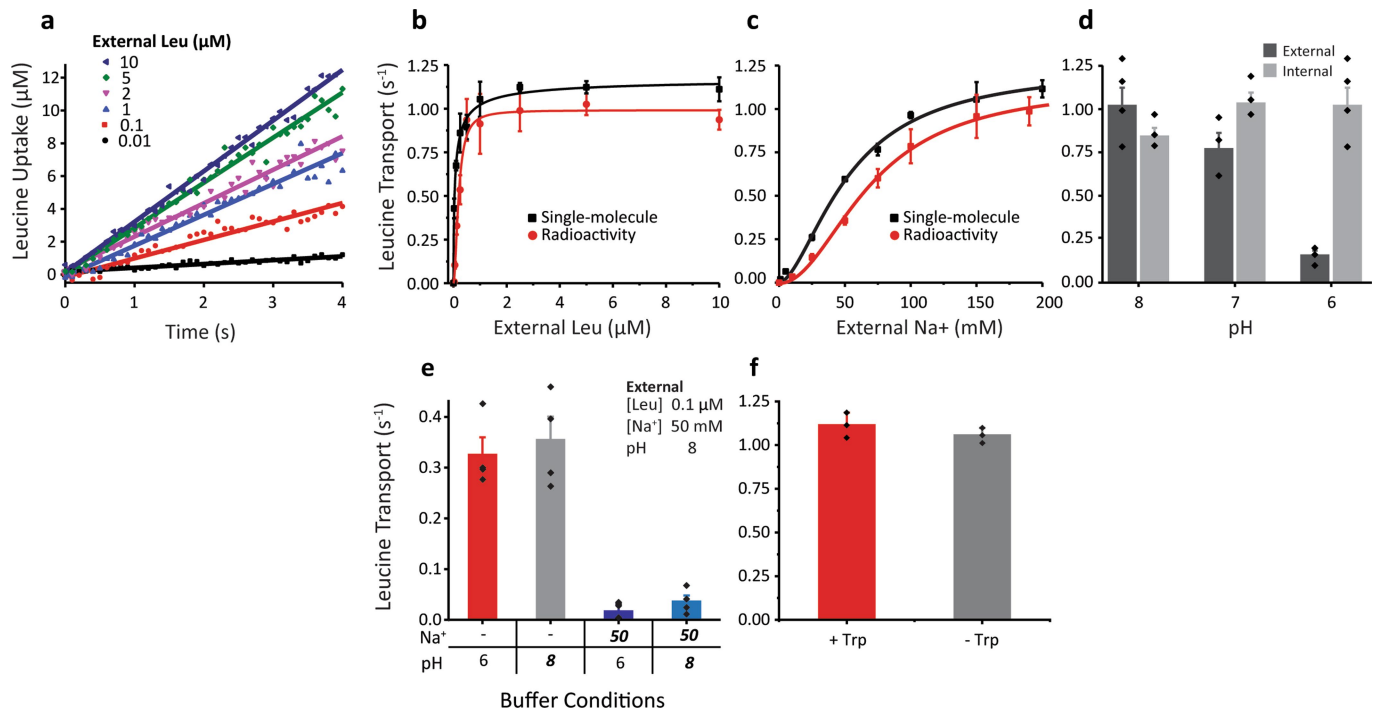 a
External Leu (µM)
10
5
2
1
0.1
0.01
Leucine Uptake (µM)
12
10
8
6
4
2
0
0 1 2 3 4
Time (s)
b
Leucine Transport (s⁻¹)
1.25
1.00
0.75
0.50
0.25
0.00
Single-molecule
Radioactivity
0 2 4 6 8 10
External Leu (µM)
c
1.25
1.00
0.75
0.50
0.25
0.00
Single-molecule
Radioactivity
0 50 100 150 200
External Na+ (mM)
d
External
Internal
1.25
1.00
0.75
0.50
0.25
0.00
8 7 6
pH
e
External
[Leu] 0.1 µM
[Na⁺] 50 mM
pH 8
Leucine Transport (s⁻¹)
0.4
0.3
0.2
0.1
0.0
Na⁺ - - 50 50
pH 6 8 6 8
Buffer Conditions
f
1.25
1.00
1.00
0.75
0.50
0.25
0.00
+ Trp - Trp